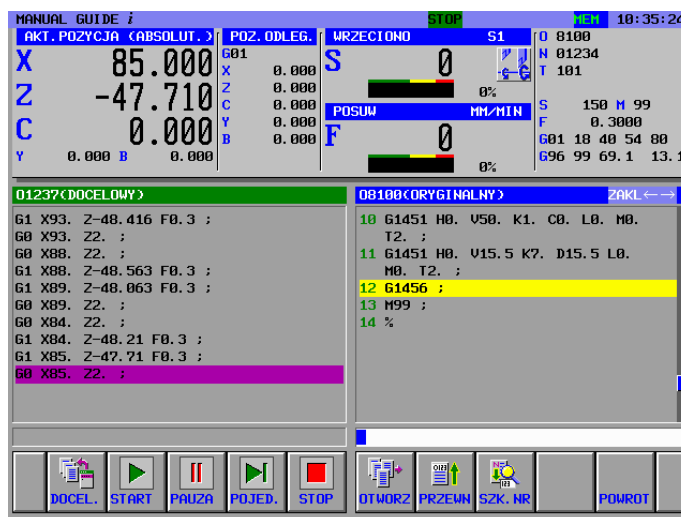 MANUAL GUIDE i STOP MEM 10:35:24
AKT.POZYCJA (ABSOLUT.) POZ.ODLEG. WRZECIONO S1 O 8100
X 85.000 G01 S 0 N 01234
X 0.000 T 101
Z -47.710 Z 0.000 0%
C 0.000 POSUW MM/MIN S 150 M 99
C 0.000 Y 0.000 F 0 F 0.3000
B 0.000 G01 18 40 54 80
Y 0.000 B 0.000 0% G96 99 69.1 13.1
O1237(DOCELOWY)
G1 X93. Z-48.416 F0.3 ;
G0 X93. Z2. ;
G0 X88. Z2. ;
G1 X88. Z-48.563 F0.3 ;
G1 X89. Z-48.063 F0.3 ;
G0 X89. Z2. ;
G0 X84. Z2. ;
G1 X84. Z-48.21 F0.3 ;
G1 X85. Z-47.71 F0.3 ;
G0 X85. Z2. ;
O8100(ORYGINALNY) ZAKL←→
10 G1451 H0. V50. K1. C0. L0. M0.
T2. ;
11 G1451 H0. V15.5 K7. D15.5 L0.
M0. T2. ;
12 G1456 ;
13 M99 ;
14 %
DOCEL. START PAUZA POJED. STOP OTWORZ PRZEWN SZK.NR POWROT